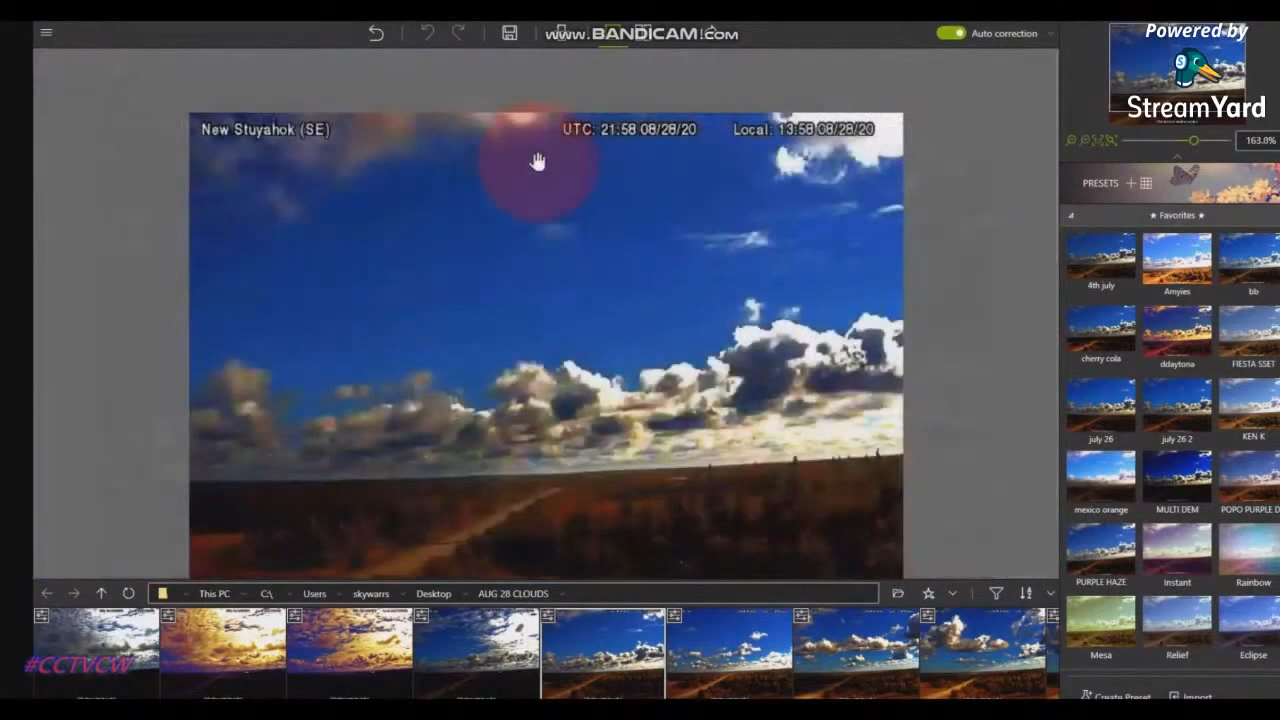 www.BANDICAM.com
Auto correction
Powered by
StreamYard
New Stuyahok (SE)
UTC: 21:58 08/28/20
Local: 13:58 08/28/20
163.0%
PRESETS
★ Favorites ★
4th july
Amyies
bb
cherry cola
ddaytona
FIESTA SSET
july 26
july 26 2
KEN K
mexico orange
MULTI DEM
POPO PURPLE D
PURPLE HAZE
Instant
Rainbow
Mesa
Relief
Eclipse
This PC
C:\
Users
skywarrs
Desktop
AUG 28 CLOUDS
#CCTVCW
Create Preset
Import